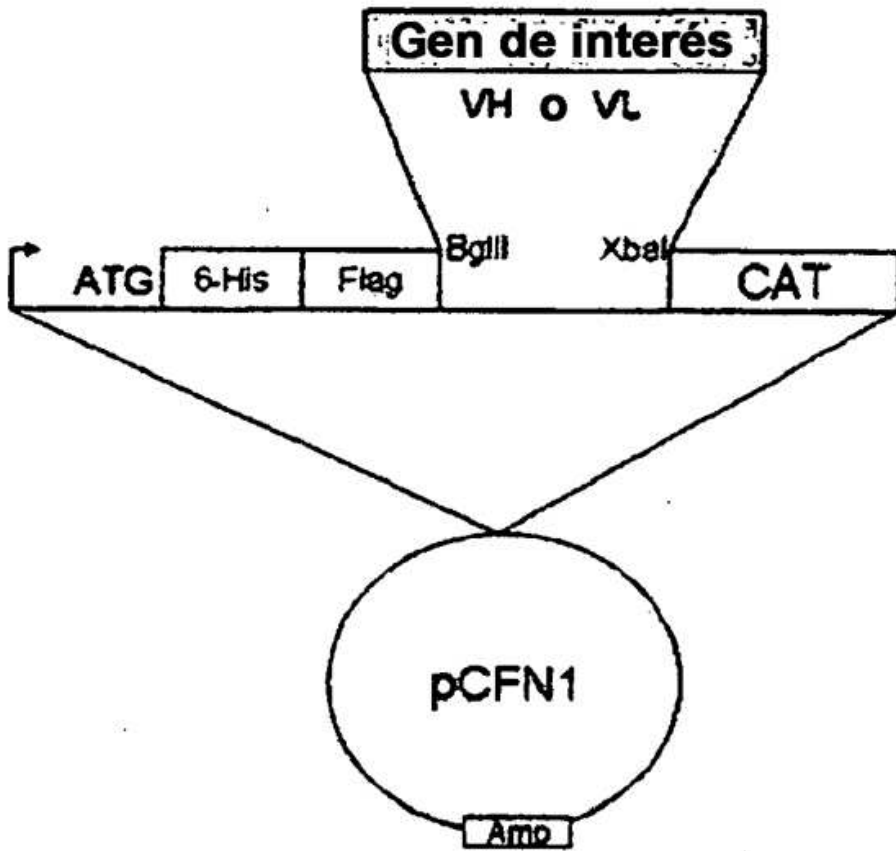 Gen de interés
VH o VL
BglII XbaI
ATG 6-His Flag CAT
pCFN1
Amp